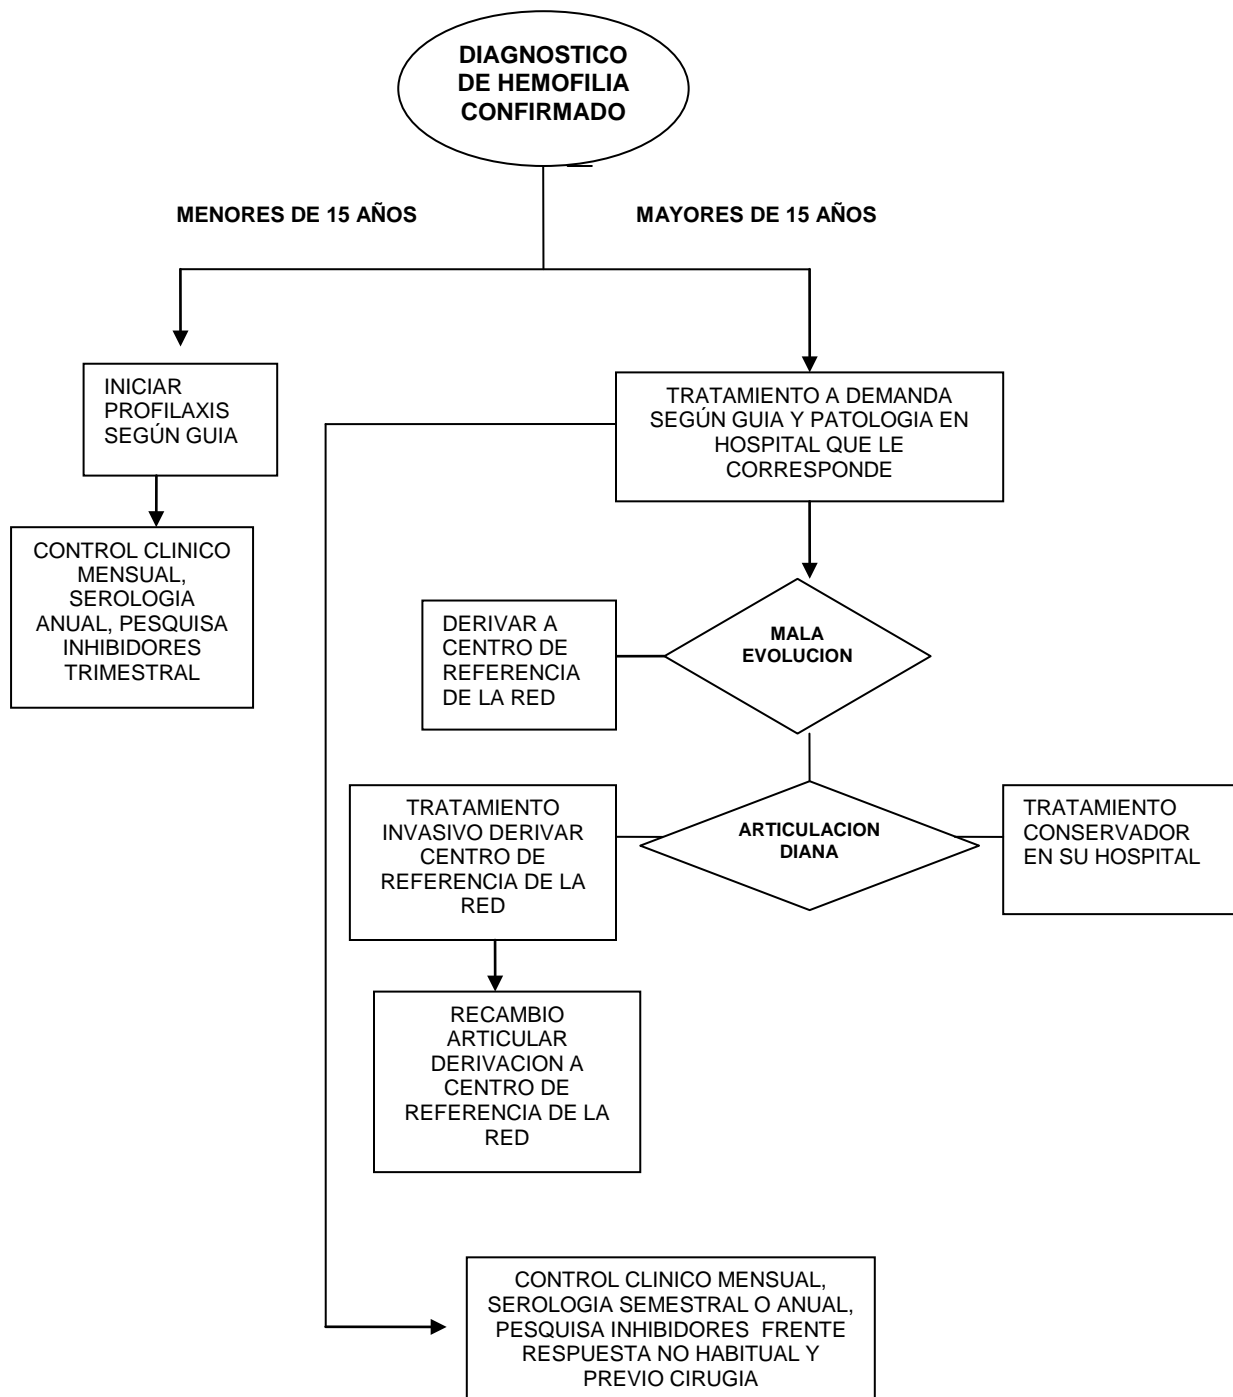 DIAGNOSTICO
DE HEMOFILIA
CONFIRMADO
MENORES DE 15 AÑOS
MAYORES DE 15 AÑOS
INICIAR
PROFILAXIS
SEGÚN GUIA
TRATAMIENTO A DEMANDA
SEGÚN GUIA Y PATOLOGIA EN
HOSPITAL QUE LE
CORRESPONDE
CONTROL CLINICO
MENSUAL,
SEROLOGIA
ANUAL, PESQUISA
INHIBIDORES
TRIMESTRAL
DERIVAR A
CENTRO DE
REFERENCIA
DE LA RED
MALA
EVOLUCION
TRATAMIENTO
INVASIVO DERIVAR
CENTRO DE
REFERENCIA DE LA
RED
ARTICULACION
DIANA
TRATAMIENTO
CONSERVADOR
EN SU HOSPITAL
RECAMBIO
ARTICULAR
DERIVACION A
CENTRO DE
REFERENCIA DE LA
RED
CONTROL CLINICO MENSUAL,
SEROLOGIA SEMESTRAL O ANUAL,
PESQUISA INHIBIDORES FRENTE
RESPUESTA NO HABITUAL Y
PREVIO CIRUGIA